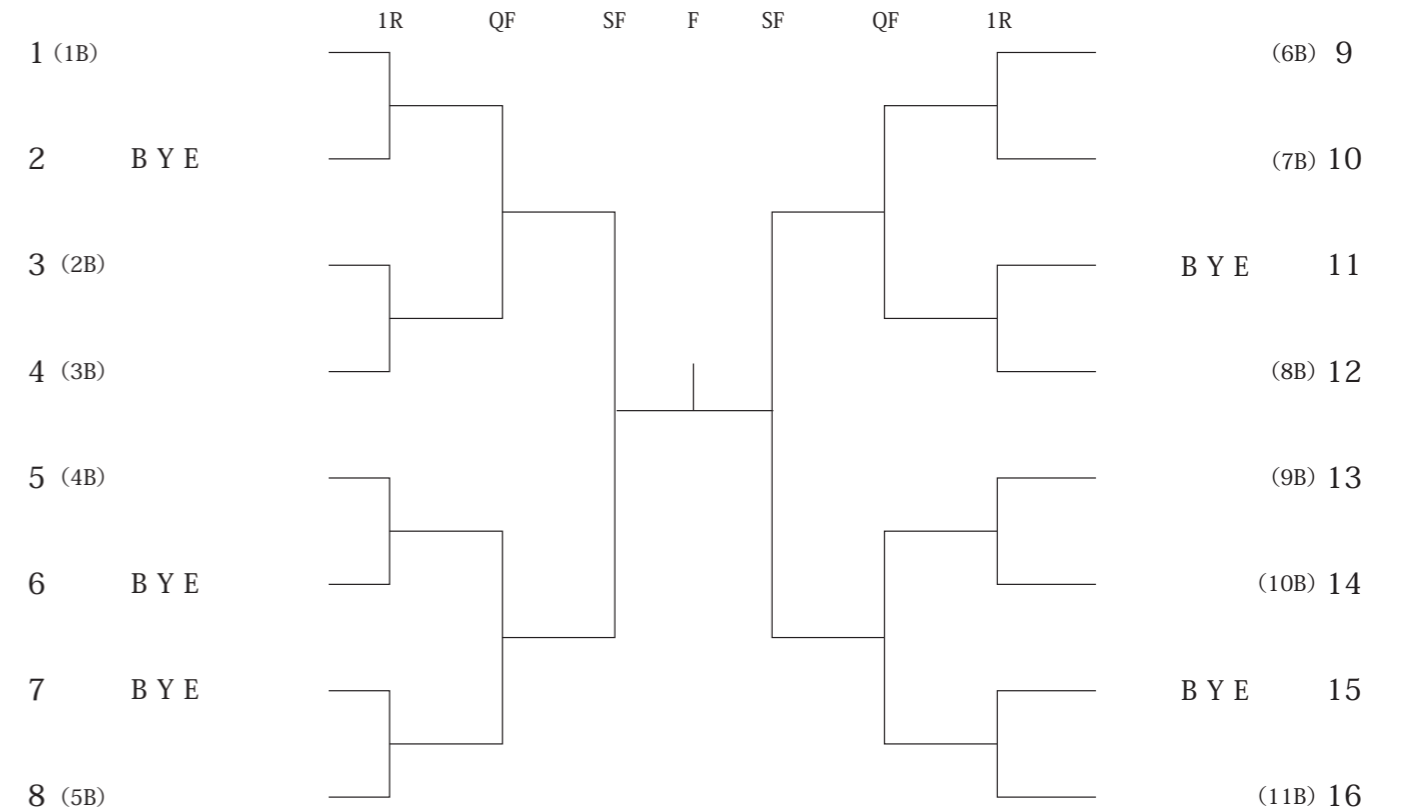 1R QF SF F SF QF 1R
1 (1B) (6B) 9
2 BYE (7B) 10
3 (2B) BYE 11
4 (3B) (8B) 12
5 (4B) (9B) 13
6 BYE (10B) 14
7 BYE BYE 15
8 (5B) (11B) 16